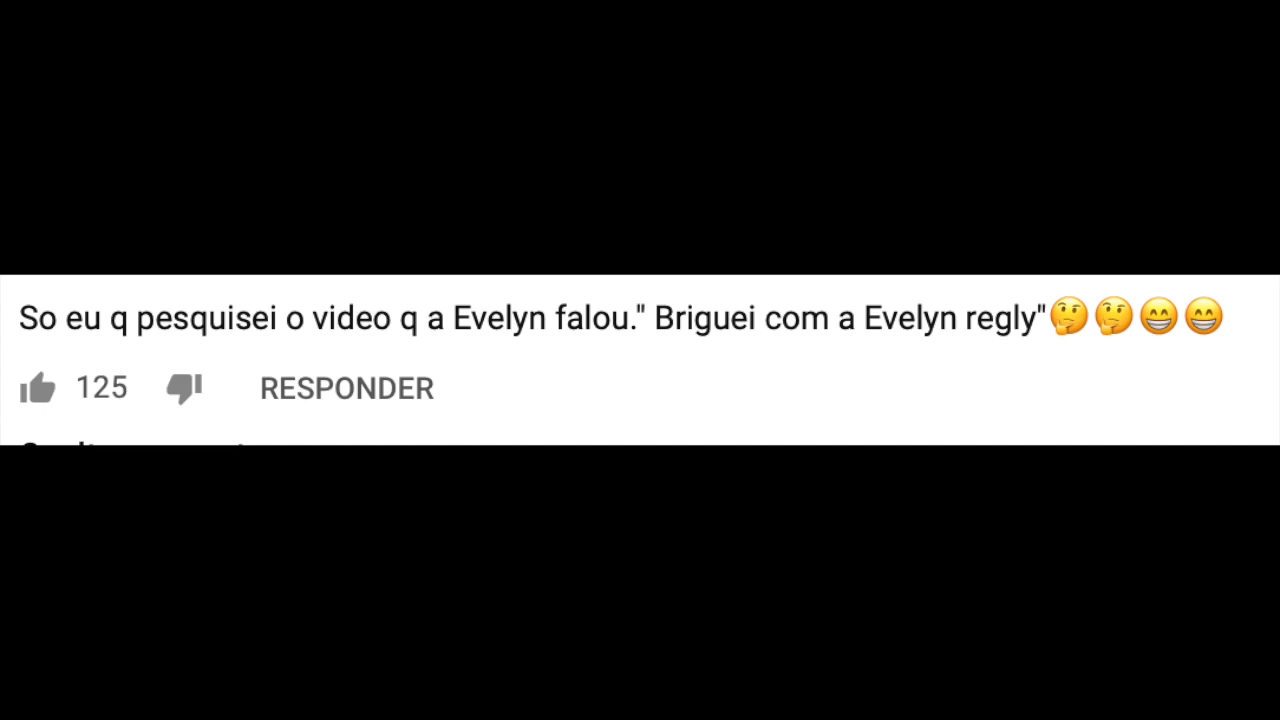 So eu q pesquisei o video q a Evelyn falou." Briguei com a Evelyn regly"🤔🤔😁😁
125 RESPONDER